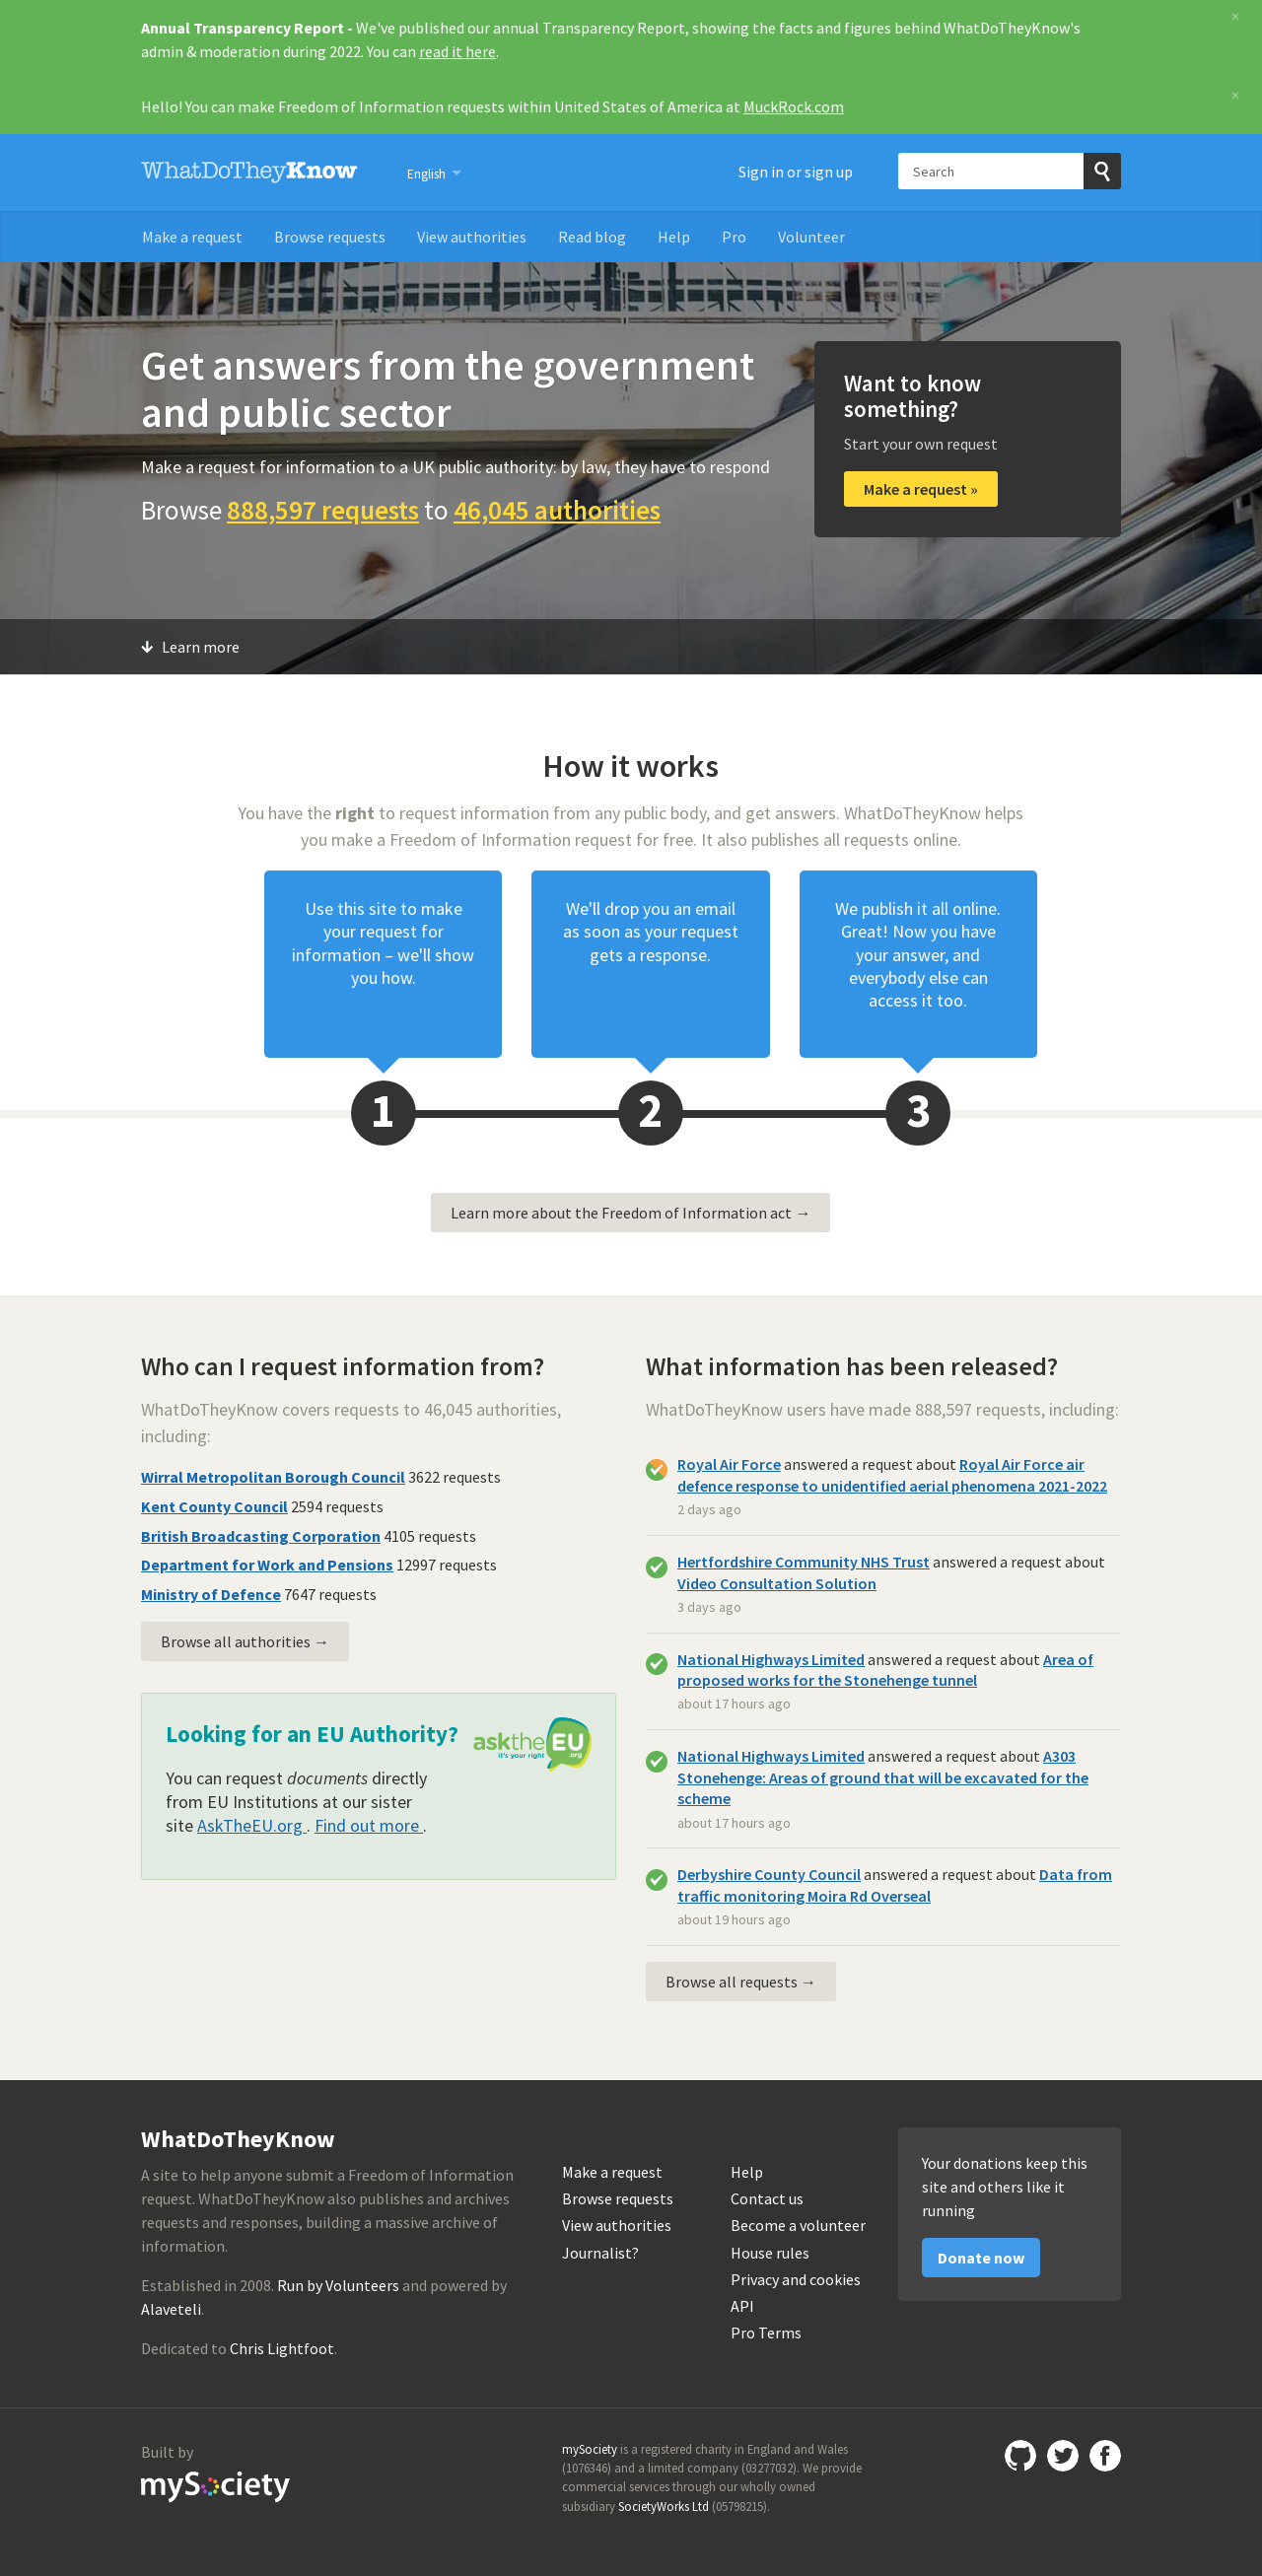 Annual Transparency Report - We've published our annual Transparency Report, showing the facts and figures behind WhatDoTheyKnow's
admin & moderation during 2022. You can read it here.
×
Hello! You can make Freedom of Information requests within United States of America at MuckRock.com
×
WhatDoTheyKnow
English
Sign in or sign up
Search
Make a request Browse requests View authorities Read blog Help Pro Volunteer
Get answers from the government
and public sector
Make a request for information to a UK public authority: by law, they have to respond
Browse 888,597 requests to 46,045 authorities
Want to know
something?
Start your own request
Make a request »
Learn more
How it works
You have the right to request information from any public body, and get answers. WhatDoTheyKnow helps
you make a Freedom of Information request for free. It also publishes all requests online.
Use this site to make
your request for
information – we'll show
you how.
We'll drop you an email
as soon as your request
gets a response.
We publish it all online.
Great! Now you have
your answer, and
everybody else can
access it too.
1
2
3
Learn more about the Freedom of Information act →
Who can I request information from?
WhatDoTheyKnow covers requests to 46,045 authorities,
including:
Wirral Metropolitan Borough Council 3622 requests
Kent County Council 2594 requests
British Broadcasting Corporation 4105 requests
Department for Work and Pensions 12997 requests
Ministry of Defence 7647 requests
Browse all authorities →
Looking for an EU Authority?
asktheEU
it's your right .org
You can request documents directly
from EU Institutions at our sister
site AskTheEU.org . Find out more .
What information has been released?
WhatDoTheyKnow users have made 888,597 requests, including:
Royal Air Force answered a request about Royal Air Force air
defence response to unidentified aerial phenomena 2021-2022
2 days ago
Hertfordshire Community NHS Trust answered a request about
Video Consultation Solution
3 days ago
National Highways Limited answered a request about Area of
proposed works for the Stonehenge tunnel
about 17 hours ago
National Highways Limited answered a request about A303
Stonehenge: Areas of ground that will be excavated for the
scheme
about 17 hours ago
Derbyshire County Council answered a request about Data from
traffic monitoring Moira Rd Overseal
about 19 hours ago
Browse all requests →
WhatDoTheyKnow
A site to help anyone submit a Freedom of Information
request. WhatDoTheyKnow also publishes and archives
requests and responses, building a massive archive of
information.
Established in 2008. Run by Volunteers and powered by
Alaveteli.
Dedicated to Chris Lightfoot.
Make a request
Browse requests
View authorities
Journalist?
Help
Contact us
Become a volunteer
House rules
Privacy and cookies
API
Pro Terms
Your donations keep this
site and others like it
running
Donate now
Built by
mySociety
mySociety is a registered charity in England and Wales
(1076346) and a limited company (03277032). We provide
commercial services through our wholly owned
subsidiary SocietyWorks Ltd (05798215).